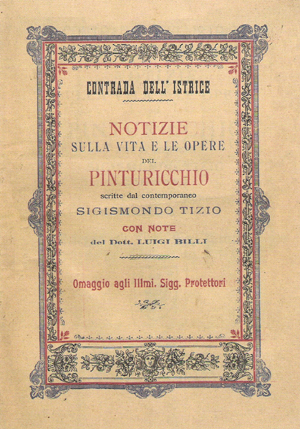 CONTRADA DELL' ISTRICE
NOTIZIE
SULLA VITA E LE OPERE
DEL
PINTURICCHIO
scritte dal contemporaneo
SIGISMONDO TIZIO
CON NOTE
del Dott. LUIGI BILLI
Omaggio agli Illmi. Sigg. Protettori